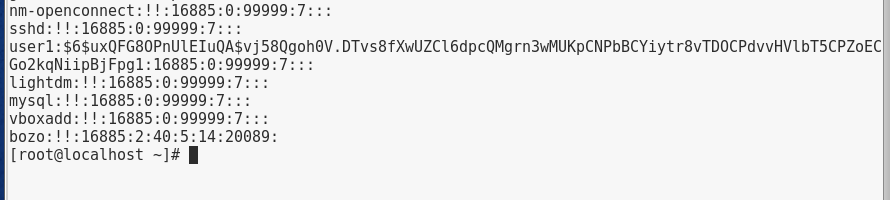 nm-openconnect:!!:16885:0:99999:7:::
sshd:!!:16885:0:99999:7:::
user1:$6$uxQFG8OPnUlEIuQA$vj58Qgoh0V.DTvs8fXwUZCl6dpcQMgrn3wMUKpCNPbBCYiytr8vTDOCPdvvHVlbT5CPZoEC
Go2kqNiipBjFpg1:16885:0:99999:7:::
lightdm:!!:16885:0:99999:7:::
mysql:!!:16885:0:99999:7:::
vboxadd:!!:16885:0:99999:7:::
bozo:!!:16885:2:40:5:14:20089:
[root@localhost ~]#